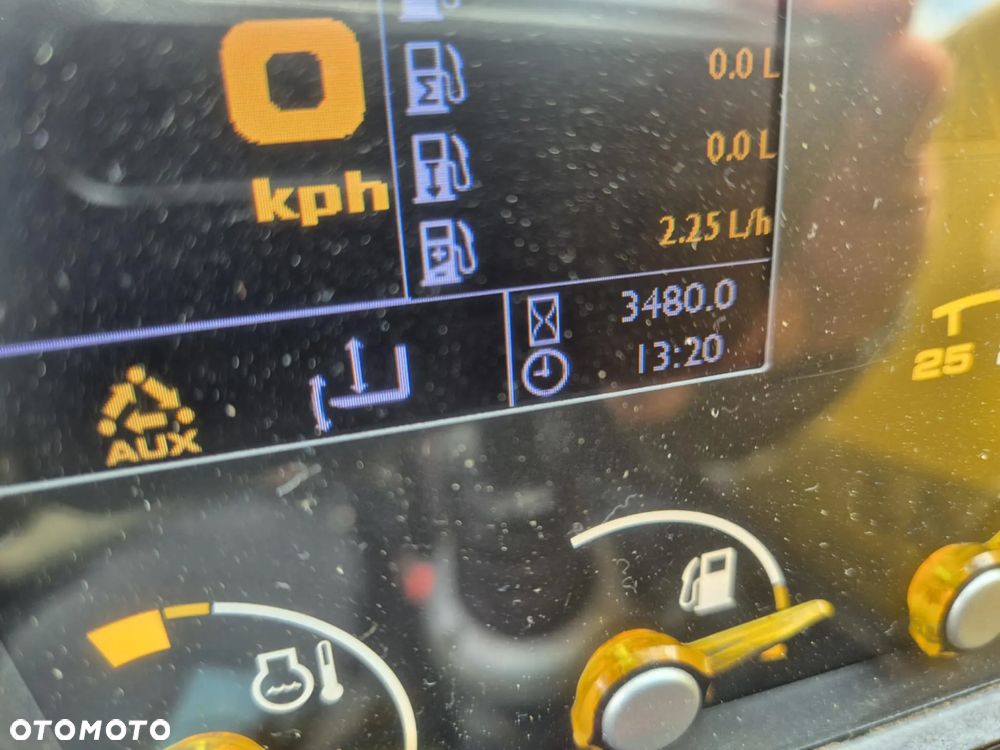 0
kph
0.0 L
0.0 L
2.25 L/h
3480.0
13:20
AUX
T
25
OTOMOTO